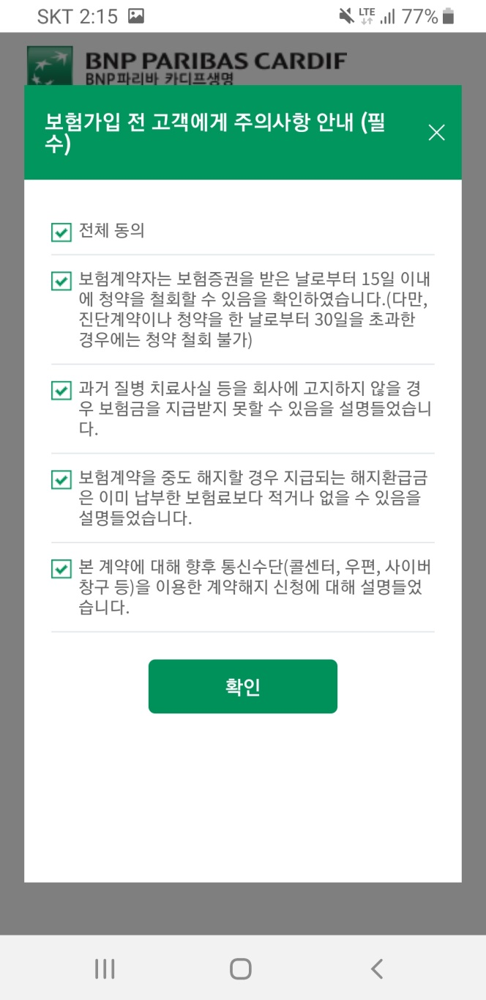 SKT 2:15
LTE 77%
BNP PARIBAS CARDIF
BNP파리바 카디프생명
보험가입 전 고객에게 주의사항 안내 (필
수)
전체 동의
보험계약자는 보험증권을 받은 날로부터 15일 이내
에 청약을 철회할 수 있음을 확인하였습니다.(다만,
진단계약이나 청약을 한 날로부터 30일을 초과한
경우에는 청약 철회 불가)
과거 질병 치료사실 등을 회사에 고지하지 않을 경
우 보험금을 지급받지 못할 수 있음을 설명들었습니
다.
보험계약을 중도 해지할 경우 지급되는 해지환급금
은 이미 납부한 보험료보다 적거나 없을 수 있음을
설명들었습니다.
본 계약에 대해 향후 통신수단(콜센터, 우편, 사이버
창구 등)을 이용한 계약해지 신청에 대해 설명들었
습니다.
확인